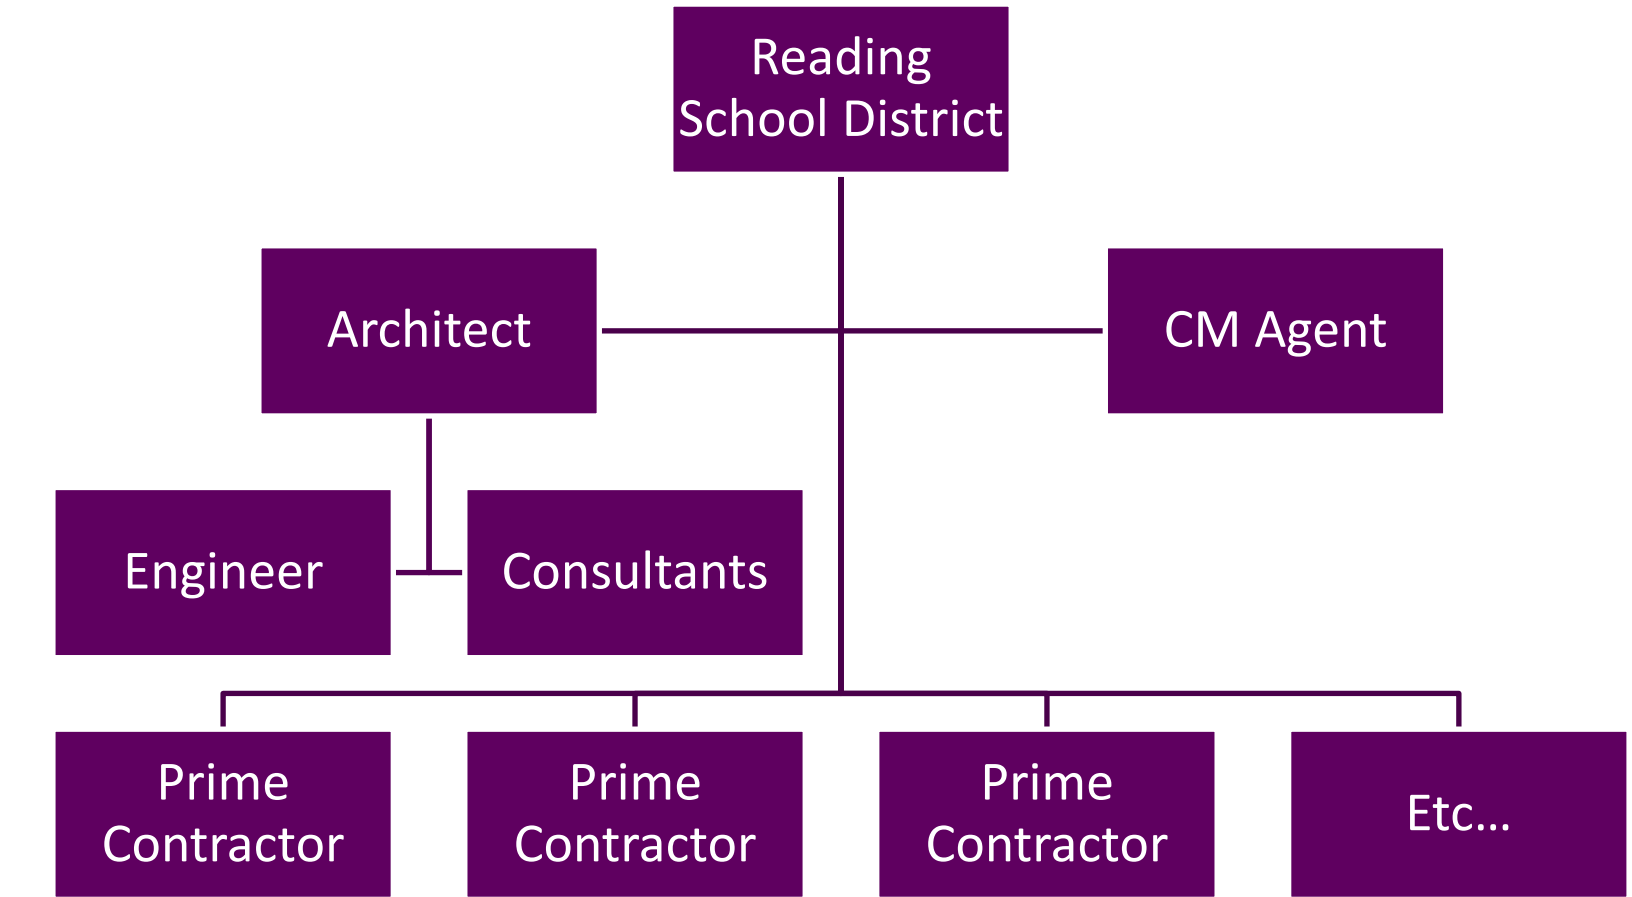 Reading
School District
Architect
CM Agent
Engineer
Consultants
Prime
Contractor
Prime
Contractor
Prime
Contractor
Etc...